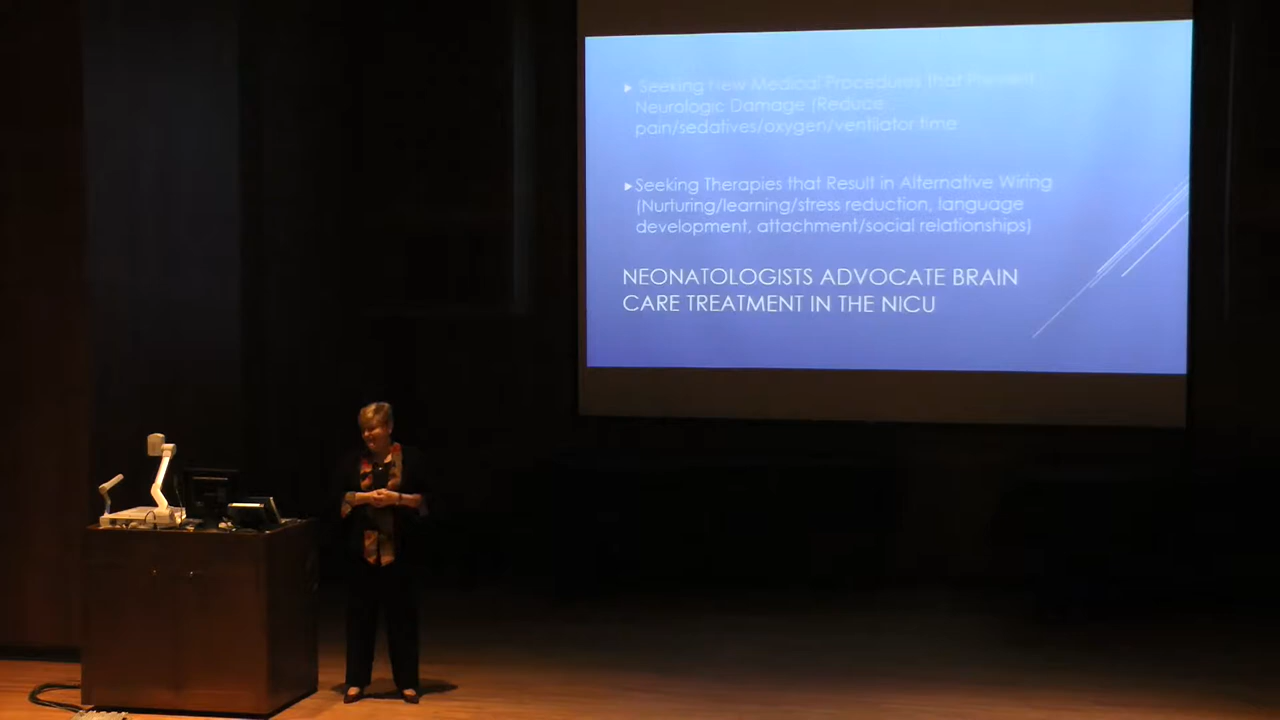 Seeking New Medical Procedures that Prevent
Neurologic Damage (Reduce
pain/sedatives/oxygen/ventilator time
Seeking Therapies that Result in Alternative Wiring
(Nurturing/learning/stress reduction, language
development, attachment/social relationships)
NEONATOLOGISTS ADVOCATE BRAIN
CARE TREATMENT IN THE NICU